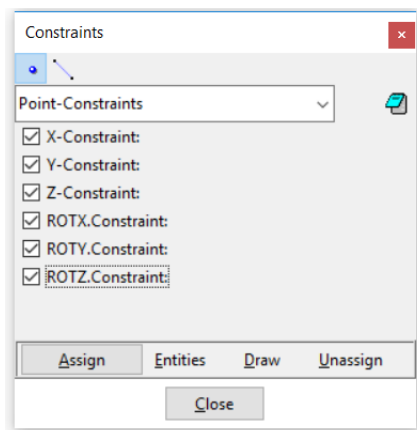 Constraints
Point-Constraints
X-Constraint:
Y-Constraint:
Z-Constraint:
ROTX.Constraint:
ROTY.Constraint:
ROTZ.Constraint:
Assign Entities Draw Unassign
Close